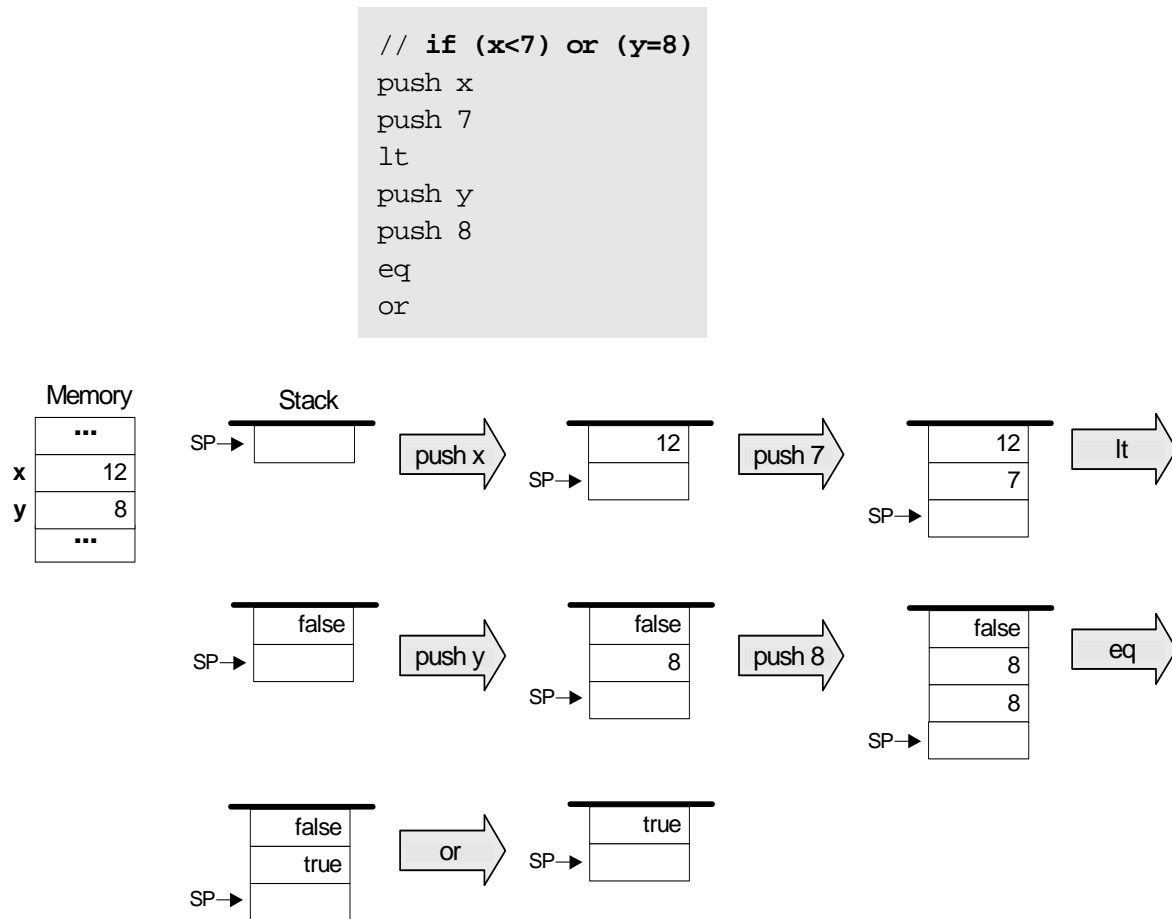 // if (x<7) or (y=8)
push x
push 7
lt
push y
push 8
eq
or
Memory
...
x 12
y 8
...
Stack
SP
push x
12
SP
push 7
12
7
SP
lt
false
SP
push y
false
8
SP
push 8
false
8
8
SP
eq
false
true
SP
or
true
SP